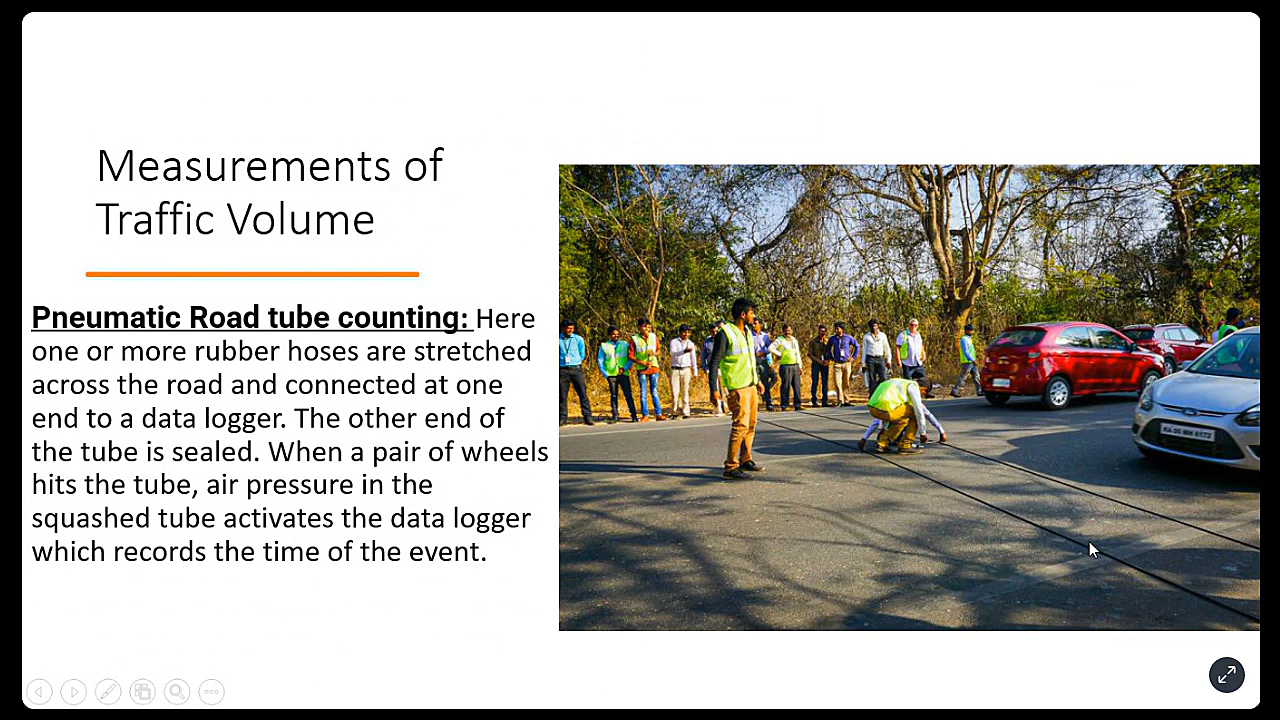 Measurements of
Traffic Volume
Pneumatic Road tube counting: Here
one or more rubber hoses are stretched
across the road and connected at one
end to a data logger. The other end of
the tube is sealed. When a pair of wheels
hits the tube, air pressure in the
squashed tube activates the data logger
which records the time of the event.